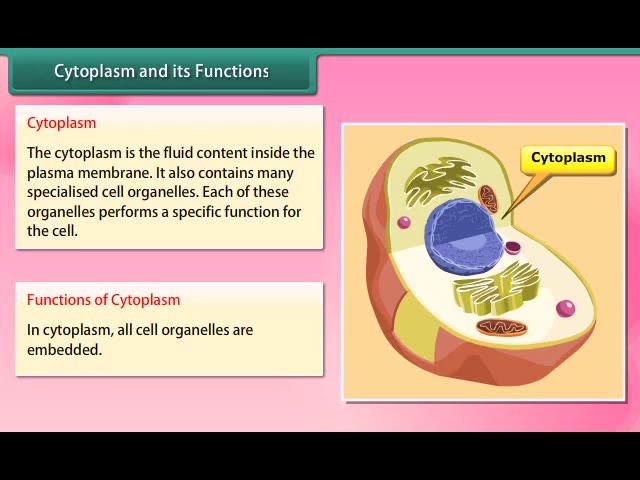 Cytoplasm and its Functions
Cytoplasm
The cytoplasm is the fluid content inside the
plasma membrane. It also contains many
specialised cell organelles. Each of these
organelles performs a specific function for
the cell.
Functions of Cytoplasm
In cytoplasm, all cell organelles are
embedded.
Cytoplasm